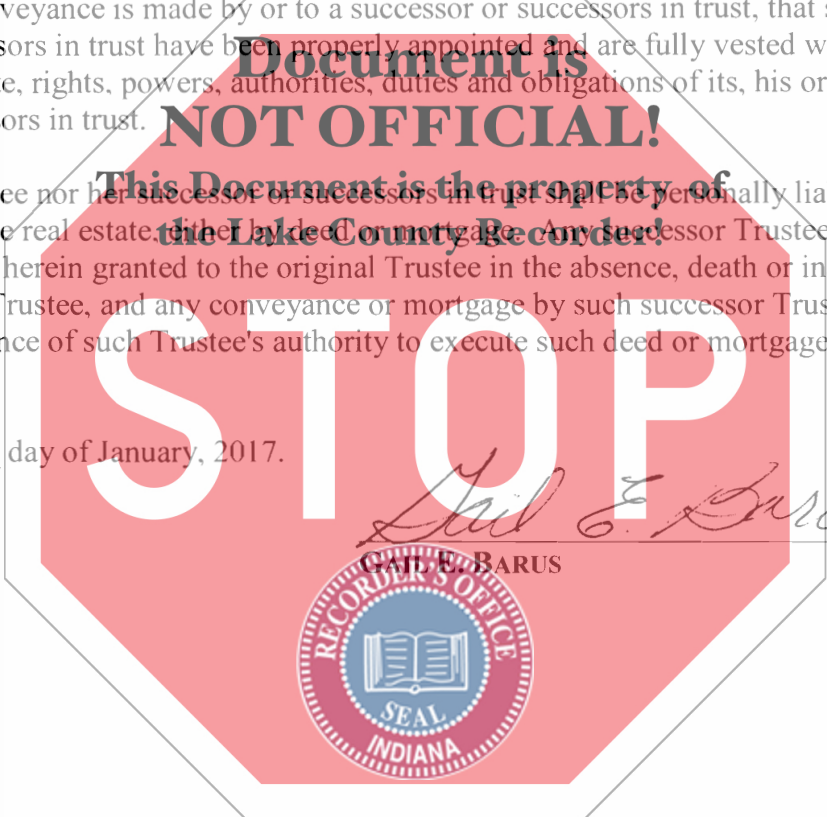 veyance is made by or to a successor or successors in trust, that
sors in trust have been properly appointed and are fully vested w
Document is
e, rights, powers, authorities, duties and obligations of its, his or
ors in trust.
NOT OFFICIAL!
This Document is the property of
ee nor her successor or successors in trust shall be personally lia
the Lake County Recorder!
e real estate, either by deed or mortgage. Any successor Trustee
herein granted to the original Trustee in the absence, death or in
Trustee, and any conveyance or mortgage by such successor Trus
nce of such Trustee's authority to execute such deed or mortgage
STOP
day of January, 2017.
Gail E. Barus
GAIL E. BARUS
RECORDER'S OFFICE
SEAL
INDIANA